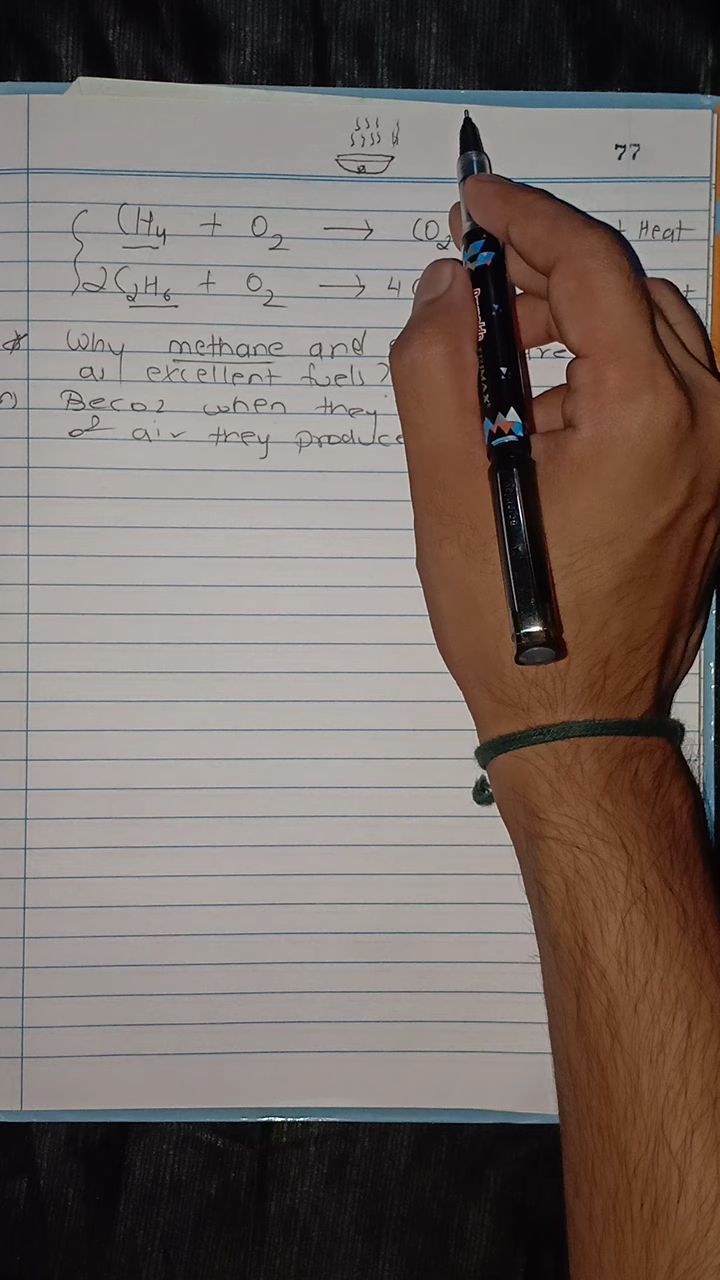 77
CH4 + O2 → CO2 + Heat
2C2H6 + O2 → 4
* Why methane and
as excellent fuels?
Becoz when they
of air they produce